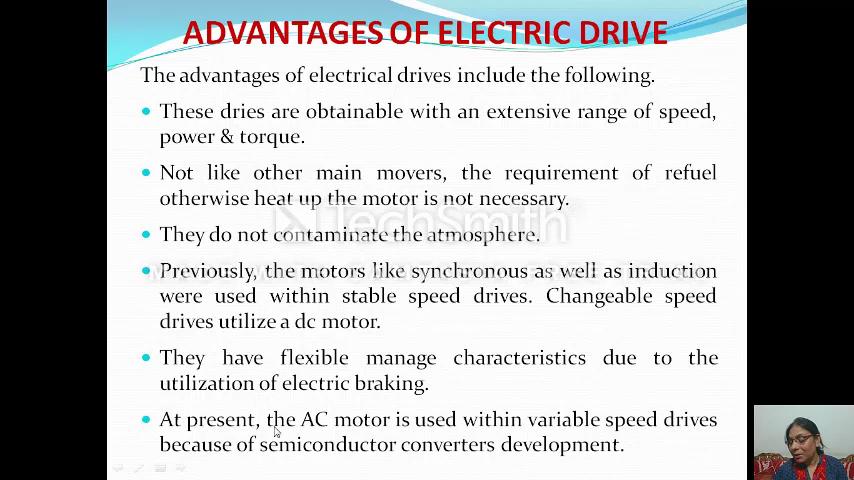 ADVANTAGES OF ELECTRIC DRIVE
The advantages of electrical drives include the following.
These dries are obtainable with an extensive range of speed,
power & torque.
Not like other main movers, the requirement of refuel
otherwise heat up the motor is not necessary.
TechSmith
They do not contaminate the atmosphere.
Previously, the motors like synchronous as well as induction
were used within stable speed drives. Changeable speed
drives utilize a dc motor.
They have flexible manage characteristics due to the
utilization of electric braking.
At present, the AC motor is used within variable speed drives
because of semiconductor converters development.